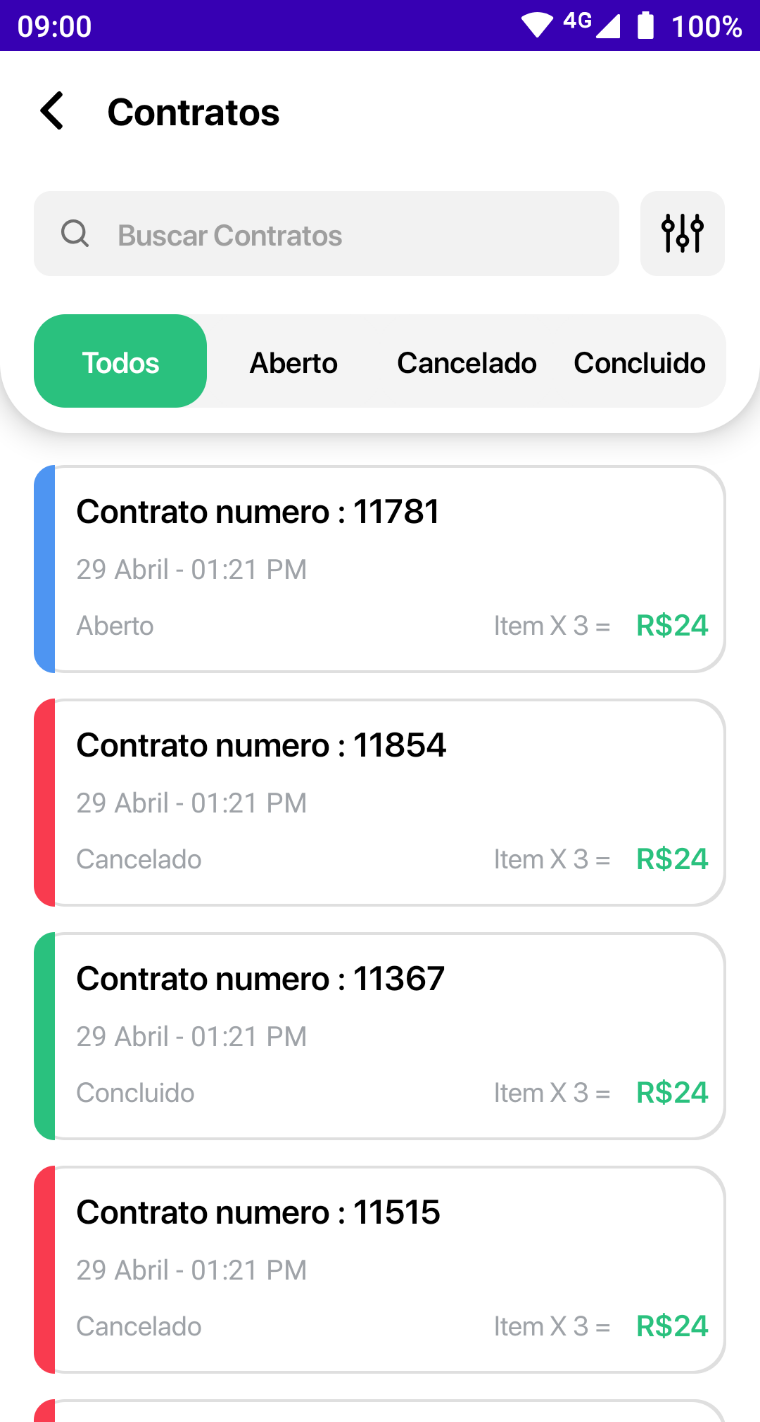 09:00 4G 100%
Contratos
Buscar Contratos
Todos Aberto Cancelado Concluido
Contrato numero : 11781
29 Abril - 01:21 PM
Aberto Item X 3 = R$24
Contrato numero : 11854
29 Abril - 01:21 PM
Cancelado Item X 3 = R$24
Contrato numero : 11367
29 Abril - 01:21 PM
Concluido Item X 3 = R$24
Contrato numero : 11515
29 Abril - 01:21 PM
Cancelado Item X 3 = R$24